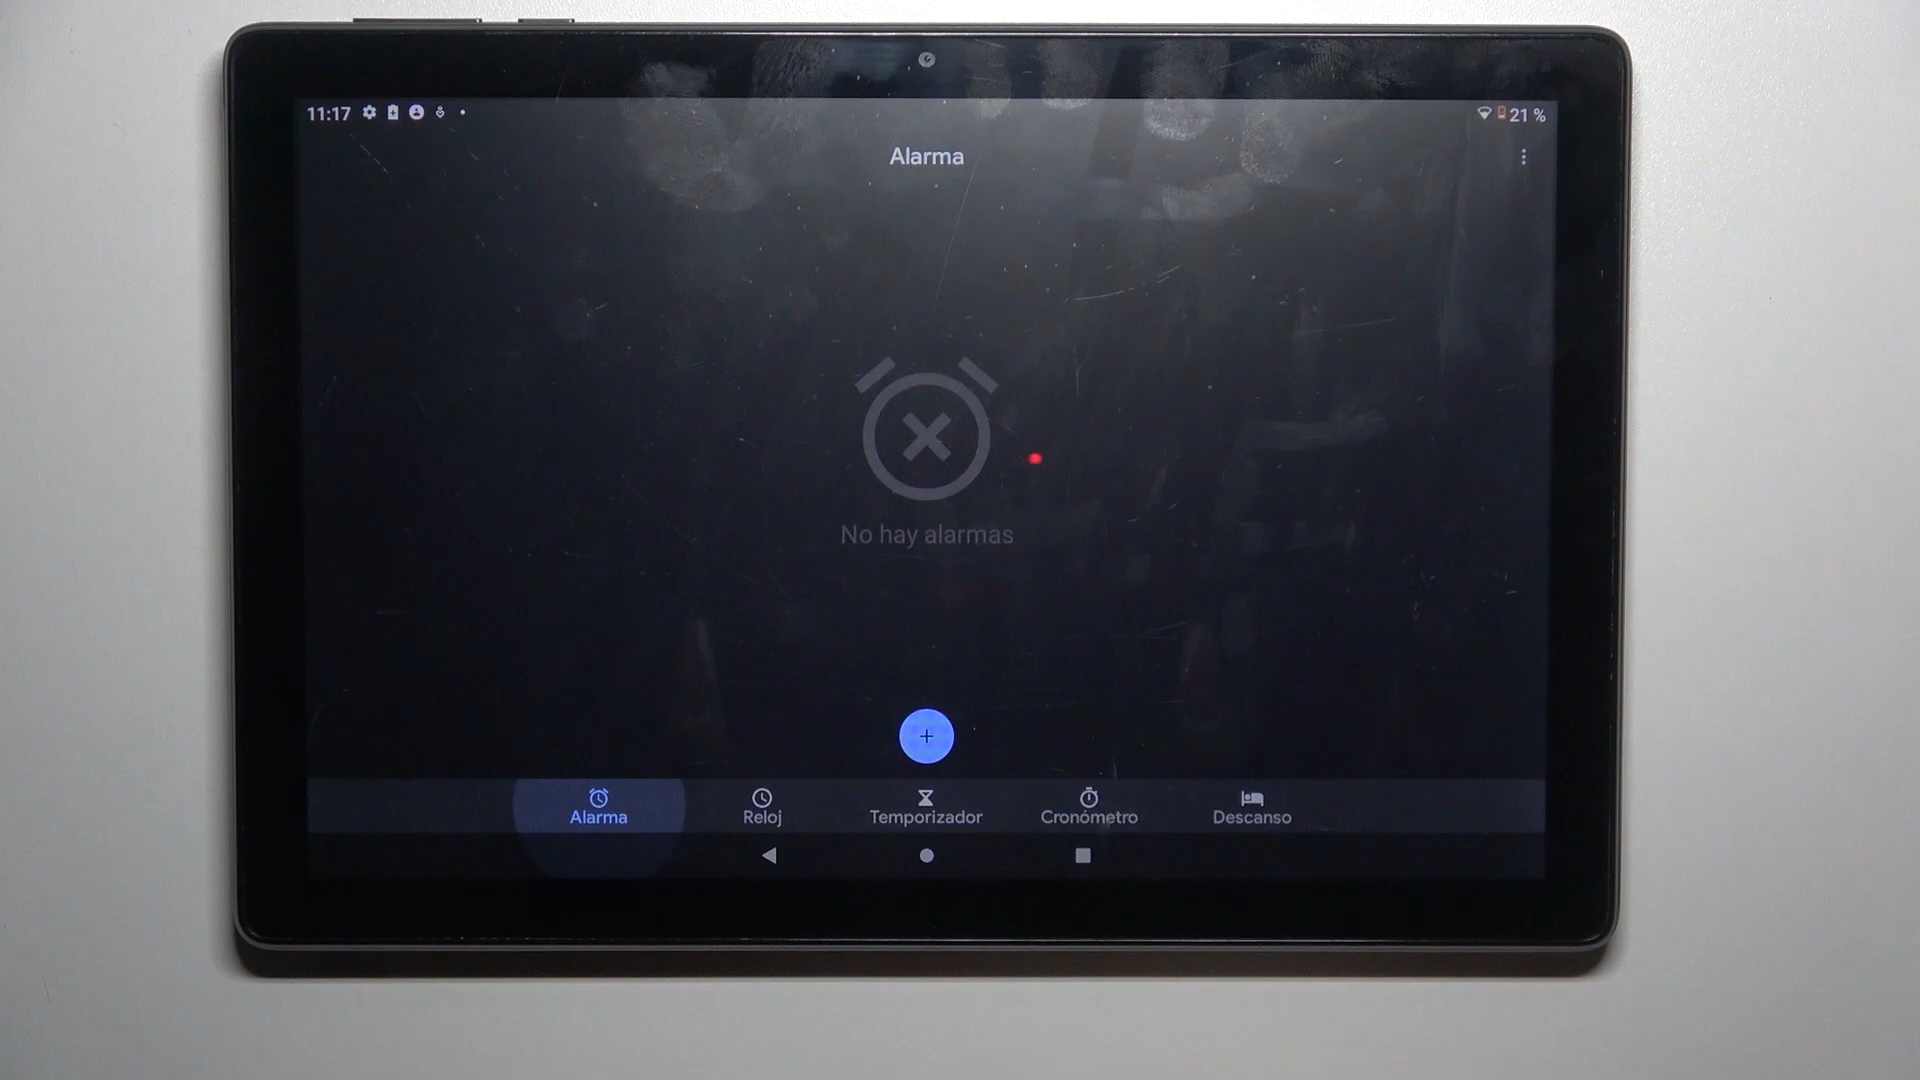 11:17
21 %
Alarma
No hay alarmas
Alarma
Reloj
Temporizador
Cronómetro
Descanso